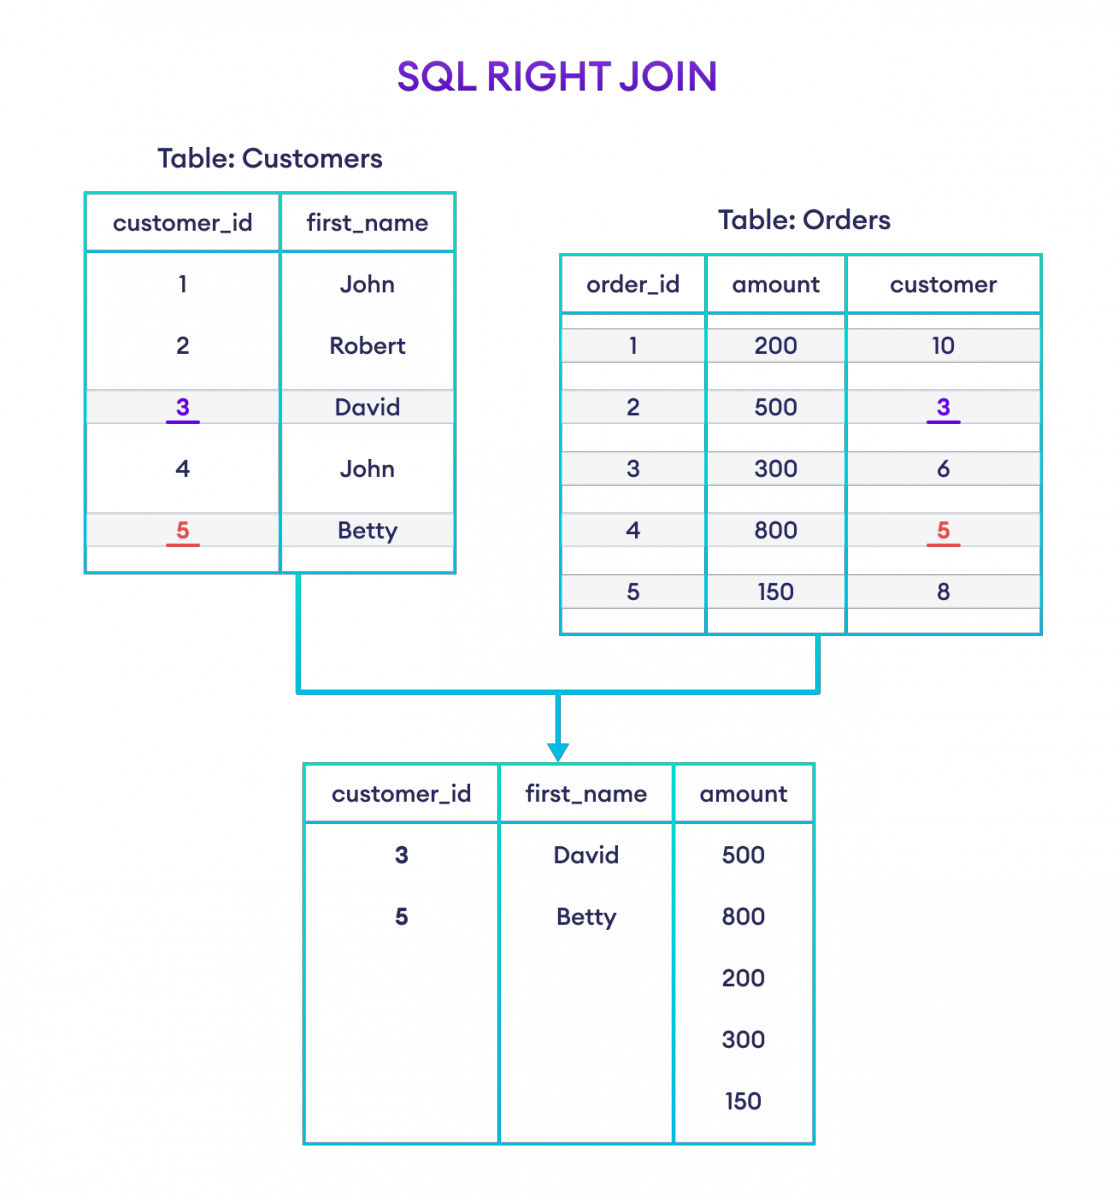 SQL RIGHT JOIN
Table: Customers
customer_id first_name
1 John
2 Robert
3 David
4 John
5 Betty
Table: Orders
order_id amount customer
1 200 10
2 500 3
3 300 6
4 800 5
5 150 8
customer_id first_name amount
3 David 500
5 Betty 800
200
300
150